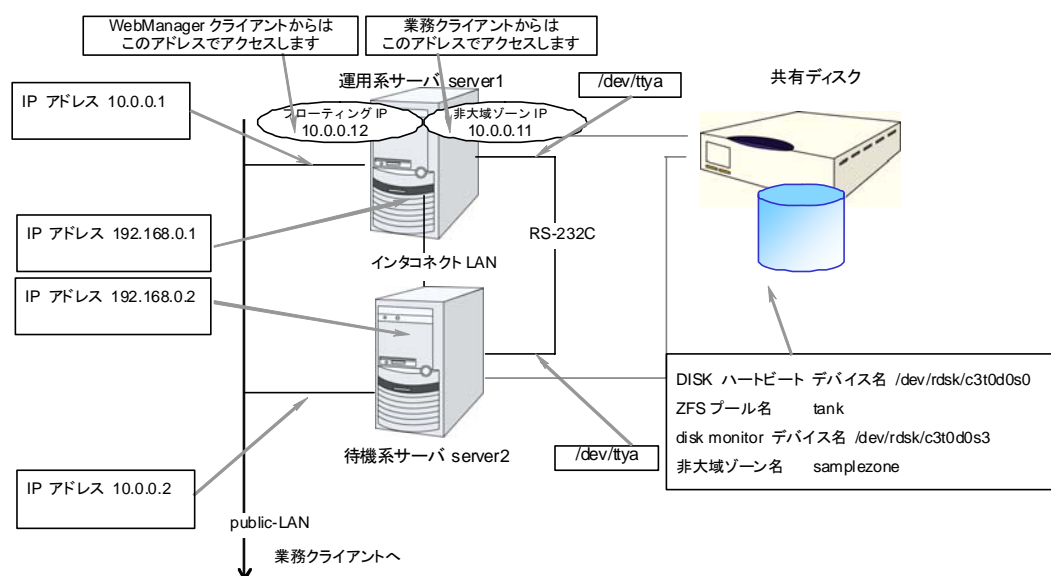 WebManager クライアントからは
このアドレスでアクセスします
業務クライアントからは
このアドレスでアクセスします
運用系サーバ server1
/dev/ttya
共有ディスク
IP アドレス 10.0.0.1
フローティング IP
10.0.0.12
非大域ゾーン IP
10.0.0.11
IP アドレス 192.168.0.1
RS-232C
インタコネクト LAN
IP アドレス 192.168.0.2
DISK ハートビート デバイス名 /dev/rdsk/c3t0d0s0
ZFS プール名 tank
disk monitor デバイス名 /dev/rdsk/c3t0d0s3
非大域ゾーン名 samplezone
待機系サーバ server2
/dev/ttya
IP アドレス 10.0.0.2
public-LAN
業務クライアントへ